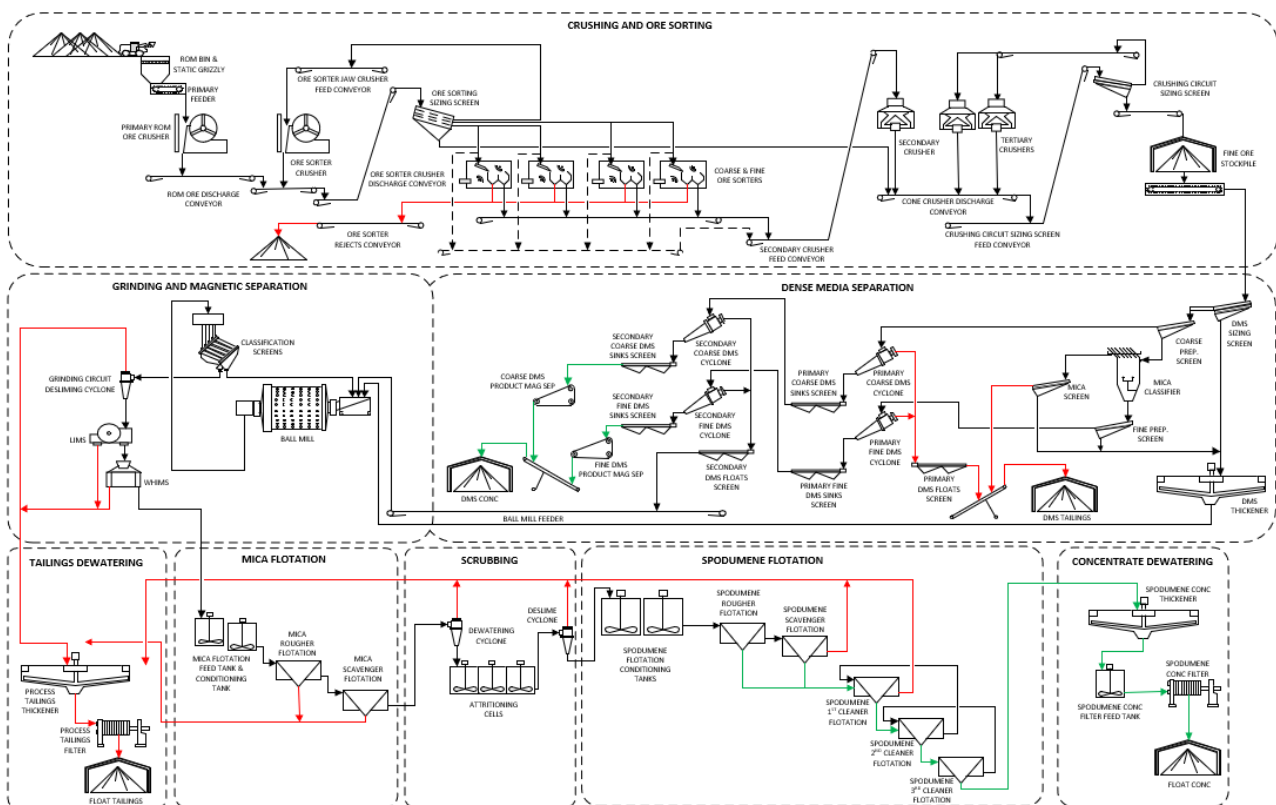 CRUSHING AND ORE SORTING
ROM BIN &
STATIC GRIZZLY
PRIMARY
FEEDER
PRIMARY ROM
ORE CRUSHER
ROM ORE DISCHARGE
CONVEYOR
ORE SORTER JAW CRUSHER
FEED CONVEYOR
ORE SORTER
CRUSHER
ORE SORTING
SIZING SCREEN
ORE SORTER CRUSHER
DISCHARGE CONVEYOR
COARSE & FINE
ORE SORTERS
ORE SORTER
REJECTS CONVEYOR
SECONDARY CRUSHER
FEED CONVEYOR
SECONDARY
CRUSHER
TERTIARY
CRUSHERS
CONE CRUSHER DISCHARGE
CONVEYOR
CRUSHING CIRCUIT SIZING SCREEN
FEED CONVEYOR
CRUSHING CIRCUIT
SIZING SCREEN
FINE ORE
STOCKPILE
GRINDING AND MAGNETIC SEPARATION
CLASSIFICATION
SCREENS
GRINDING CIRCUIT
DESLIMING CYCLONE
LIMS
WHIMS
BALL MILL
BALL MILL FEEDER
DENSE MEDIA SEPARATION
SECONDARY
COARSE DMS
SINKS SCREEN
SECONDARY
COARSE DMS
CYCLONE
COARSE DMS
PRODUCT MAG SEP
SECONDARY
FINE DMS
SINKS SCREEN
SECONDARY
FINE DMS
CYCLONE
FINE DMS
PRODUCT MAG SEP
DMS CONC
SECONDARY
DMS FLOATS
SCREEN
PRIMARY
COARSE DMS
SINKS SCREEN
PRIMARY
COARSE DMS
CYCLONE
PRIMARY
FINE DMS
CYCLONE
PRIMARY FINE
DMS SINKS
SCREEN
PRIMARY
DMS FLOATS
SCREEN
DMS TAILINGS
MICA
SCREEN
MICA
CLASSIFIER
FINE PREP.
SCREEN
COARSE
PREP.
SCREEN
DMS
SIZING
SCREEN
DMS
THICKENER
TAILINGS DEWATERING
PROCESS
TAILINGS
THICKENER
PROCESS
TAILINGS
FILTER
FLOAT TAILINGS
MICA FLOTATION
MICA FLOTATION
FEED TANK &
CONDITIONING
TANK
MICA
ROUGHER
FLOTATION
MICA
SCAVENGER
FLOTATION
SCRUBBING
DEWATERING
CYCLONE
DESLIME
CYCLONE
ATTRITIONING
CELLS
SPODUMENE FLOTATION
SPODUMENE
FLOTATION
CONDITIONING
TANKS
SPODUMENE
ROUGHER
FLOTATION
SPODUMENE
SCAVENGER
FLOTATION
SPODUMENE
1ST CLEANER
FLOTATION
SPODUMENE
2ND CLEANER
FLOTATION
SPODUMENE
3RD CLEANER
FLOTATION
CONCENTRATE DEWATERING
SPODUMENE CONC
THICKENER
SPODUMENE
CONC FILTER
SPODUMENE CONC
FILTER FEED TANK
FLOAT CONC